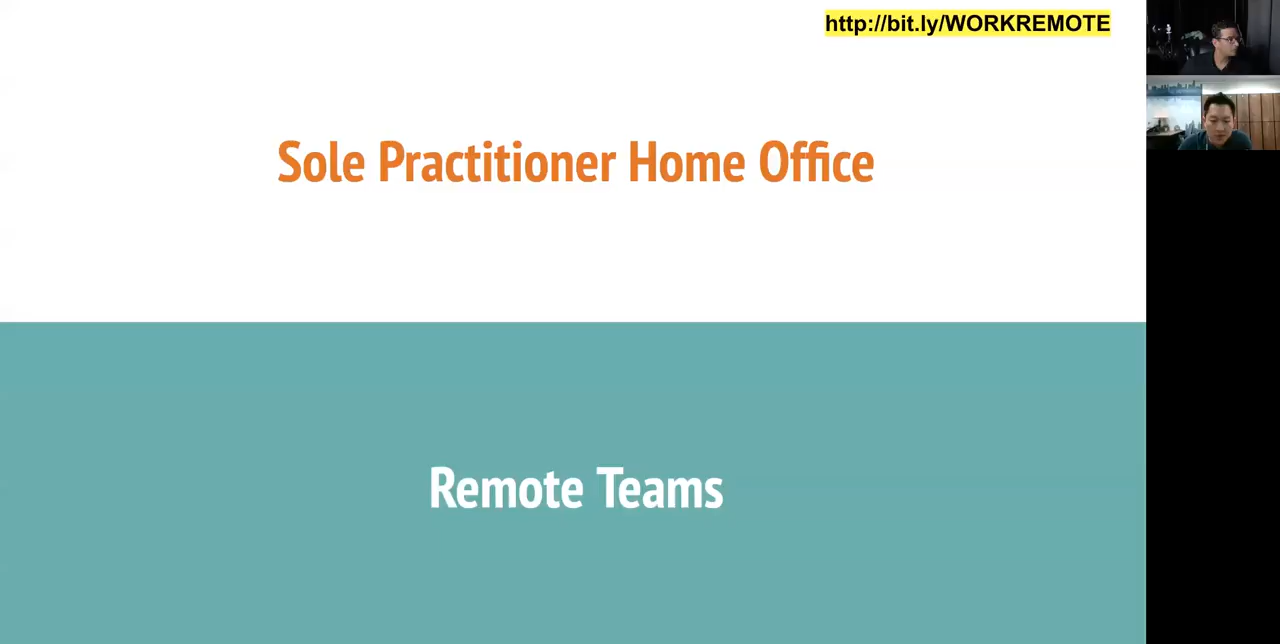 http://bit.ly/WORKREMOTE
Sole Practitioner Home Office
Remote Teams